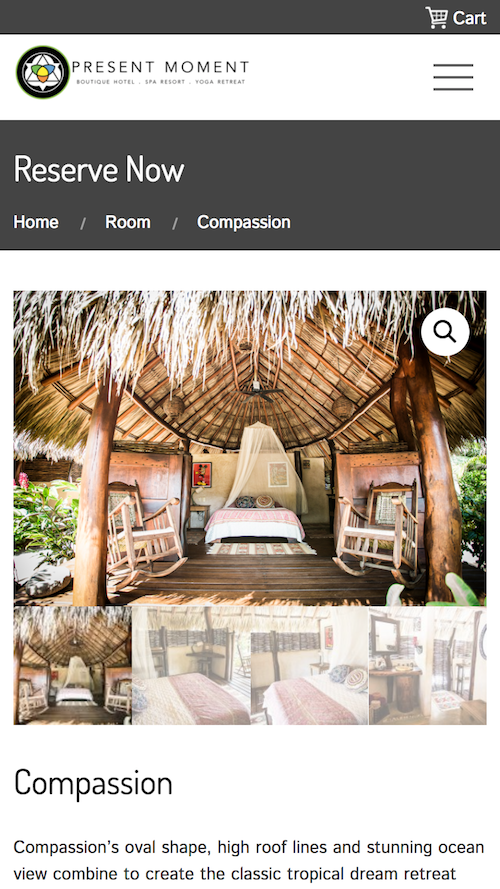 Cart
PRESENT MOMENT
BOUTIQUE HOTEL . SPA RESORT . YOGA RETREAT
Reserve Now
Home / Room / Compassion
Compassion
Compassion’s oval shape, high roof lines and stunning ocean
view combine to create the classic tropical dream retreat